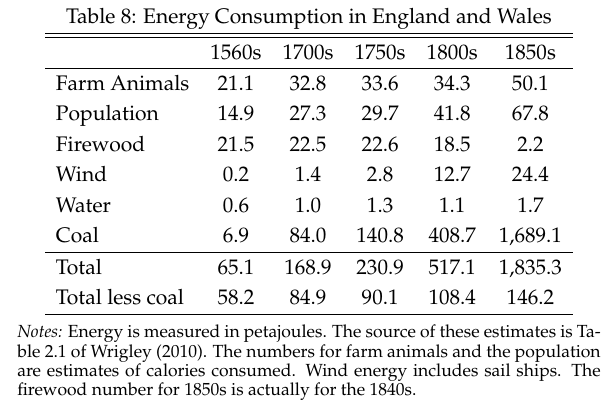 Table 8: Energy Consumption in England and Wales
1560s 1700s 1750s 1800s 1850s
Farm Animals 21.1 32.8 33.6 34.3 50.1
Population 14.9 27.3 29.7 41.8 67.8
Firewood 21.5 22.5 22.6 18.5 2.2
Wind 0.2 1.4 2.8 12.7 24.4
Water 0.6 1.0 1.3 1.1 1.7
Coal 6.9 84.0 140.8 408.7 1,689.1
Total 65.1 168.9 230.9 517.1 1,835.3
Total less coal 58.2 84.9 90.1 108.4 146.2
Notes: Energy is measured in petajoules. The source of these estimates is Ta-
ble 2.1 of Wrigley (2010). The numbers for farm animals and the population
are estimates of calories consumed. Wind energy includes sail ships. The
firewood number for 1850s is actually for the 1840s.